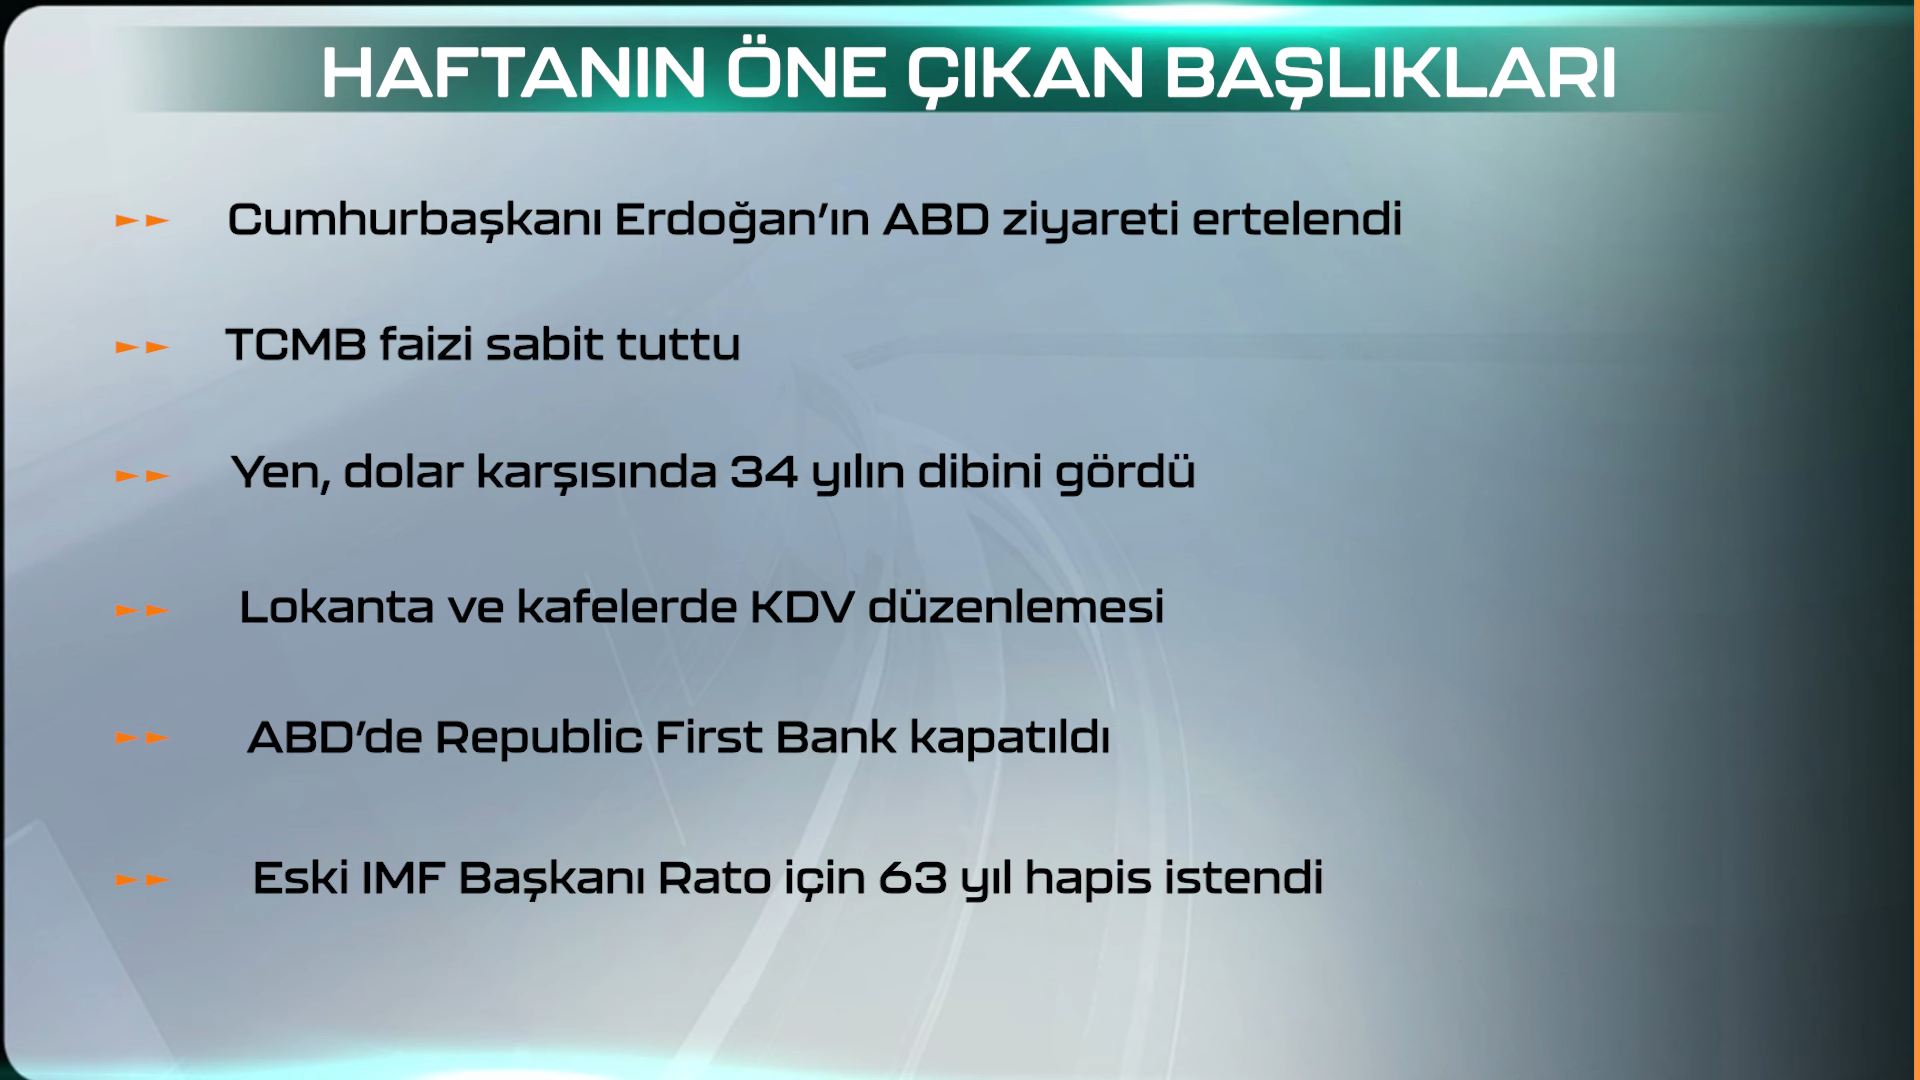 HAFTANIN ÖNE ÇIKAN BAŞLIKLARI
Cumhurbaşkanı Erdoğan’ın ABD ziyareti ertelendi
TCMB faizi sabit tuttu
Yen, dolar karşısında 34 yılın dibini gördü
Lokanta ve kafelerde KDV düzenlemesi
ABD’de Republic First Bank kapatıldı
Eski IMF Başkanı Rato için 63 yıl hapis istendi